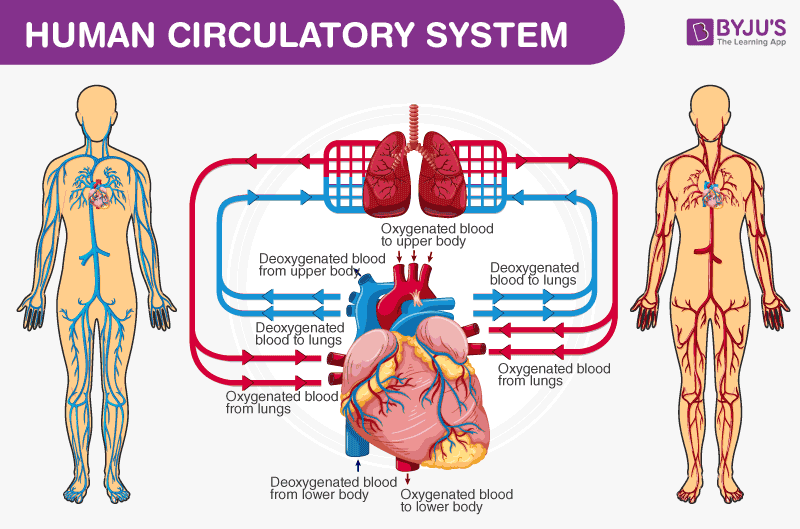 HUMAN CIRCULATORY SYSTEM
B BYJU'S
The Learning App
Oxygenated blood
to upper body
Deoxygenated blood
from upper body
Deoxygenated
blood to lungs
Deoxygenated
blood to lungs
Oxygenated blood
from lungs
Oxygenated blood
from lungs
Deoxygenated blood
from lower body
Oxygenated blood
to lower body